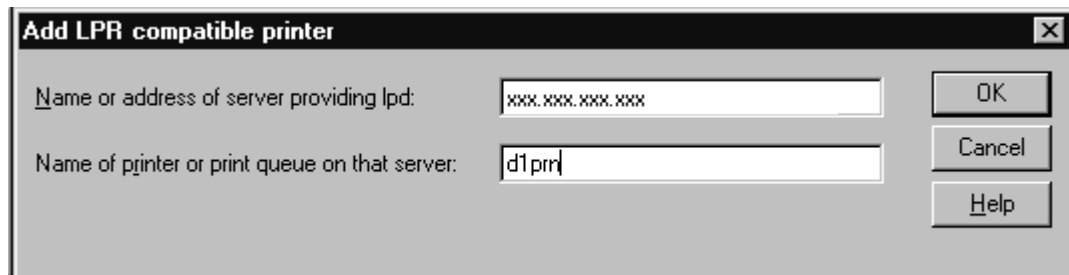 Add LPR compatible printer
Name or address of server providing lpd:
xxx.xxx.xxx.xxx
OK
Name of printer or print queue on that server:
d1prn
Cancel
Help